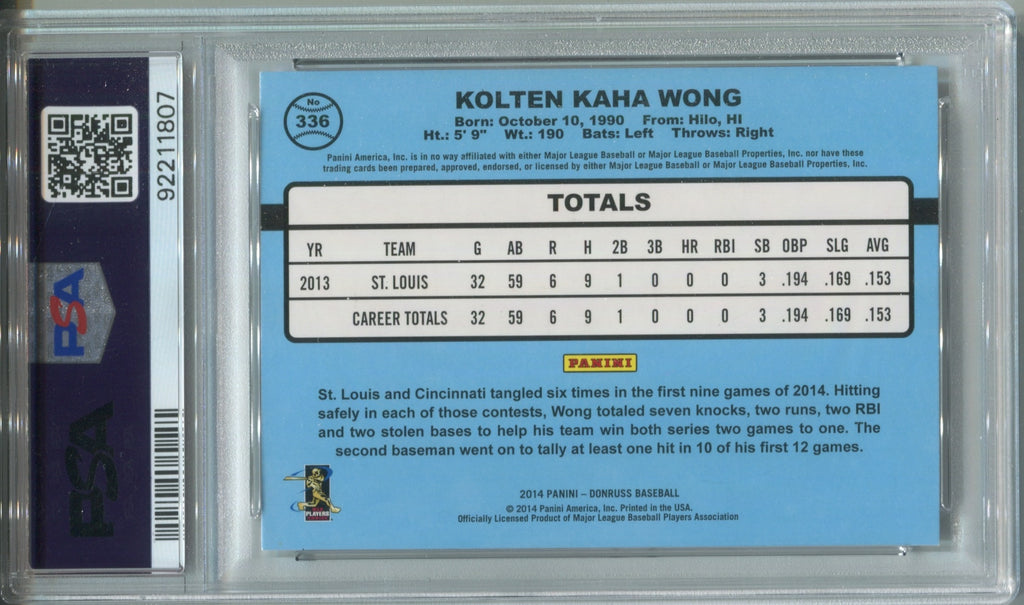 92211807
PSA
PSA
No
336
KOLTEN KAHA WONG
Born: October 10, 1990 From: Hilo, HI
Ht.: 5' 9" Wt.: 190 Bats: Left Throws: Right
Panini America, Inc. is in no way affiliated with either Major League Baseball or Major League Baseball Properties, Inc. nor have these
trading cards been prepared, approved, endorsed, or licensed by either Major League Baseball or Major League Baseball Properties, Inc.
TOTALS
YR TEAM G AB R H 2B 3B HR RBI SB OBP SLG AVG
2013 ST. LOUIS 32 59 6 9 1 0 0 0 3 .194 .169 .153
CAREER TOTALS 32 59 6 9 1 0 0 0 3 .194 .169 .153
PANINI
St. Louis and Cincinnati tangled six times in the first nine games of 2014. Hitting
safely in each of those contests, Wong totaled seven knocks, two runs, two RBI
and two stolen bases to help his team win both series two games to one. The
second baseman went on to tally at least one hit in 10 of his first 12 games.
PLAYERS
2014 PANINI – DONRUSS BASEBALL
© 2014 Panini America, Inc. Printed in the USA.
Officially Licensed Product of Major League Baseball Players Association